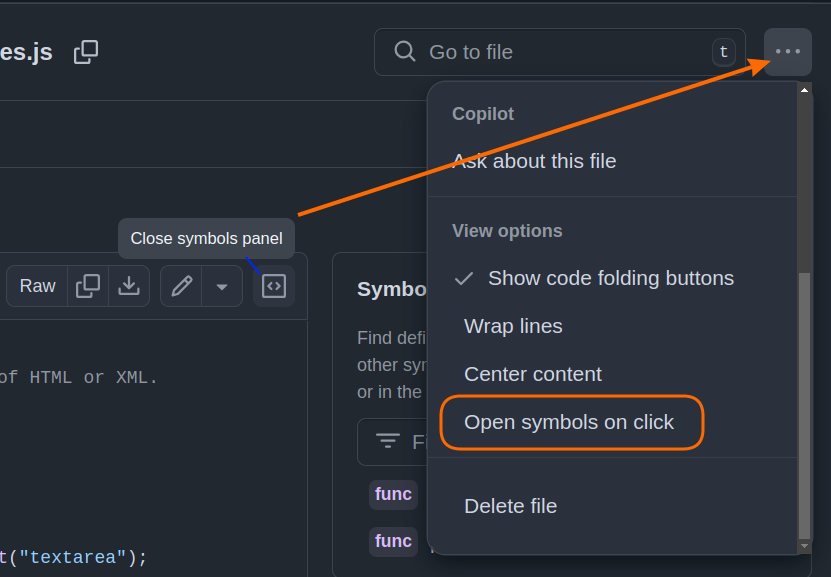 es.js
Go to file
t
Copilot
Ask about this file
View options
Show code folding buttons
Wrap lines
Center content
Open symbols on click
Delete file
Close symbols panel
Raw
of HTML or XML.
t("textarea");
Symbo
Find defi
other syr
or in the
F
func
func